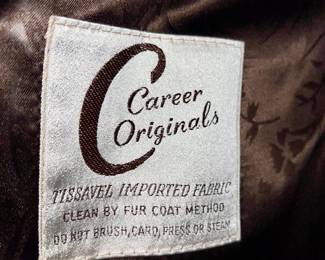 Career
Originals
TISSAVEL IMPORTED FABRIC
CLEAN BY FUR COAT METHOD
DO NOT BRUSH, CARD, PRESS OR STEAM